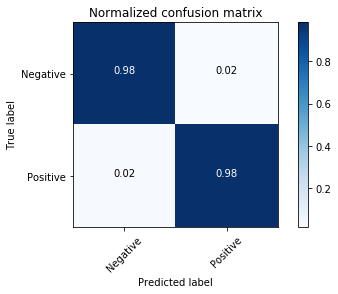 Normalized confusion matrix
True label
Negative
0.98
0.02
Positive
0.02
0.98
Negative
Positive
Predicted label
0.8
0.6
0.4
0.2